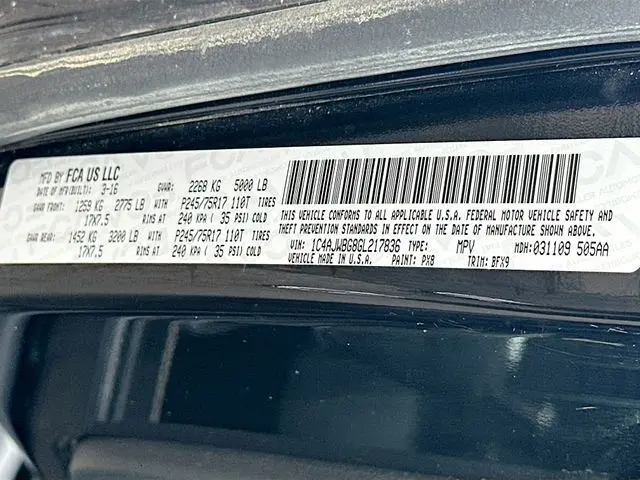 MFD BY FCA US LLC
DATE OF MFR(BUILT): 3-16 GVWR: 2268 KG 5000 LB
GAWR FRONT: 1259 KG 2775 LB WITH P245/75R17 110T
17X7.5 RIMS AT 240 KPA ( 35 PSI) COLD
GAWR REAR: 1452 KG 3200 LB WITH P245/75R17 110T
17X7.5 RIMS AT 240 KPA ( 35 PSI) COLD
THIS VEHICLE CONFORMS TO ALL APPLICABLE U.S.A. FEDERAL MOTOR VEHICLE SAFETY AND
THEFT PREVENTION STANDARDS IN EFFECT ON THE DATE OF MANUFACTURE SHOWN ABOVE.
VIN: 1C4AJWBG8GL217836 TYPE: MPV MDH:031109 505AA
VEHICLE MADE IN U.S.A. PAINT: PX8 TRIM: BFX9